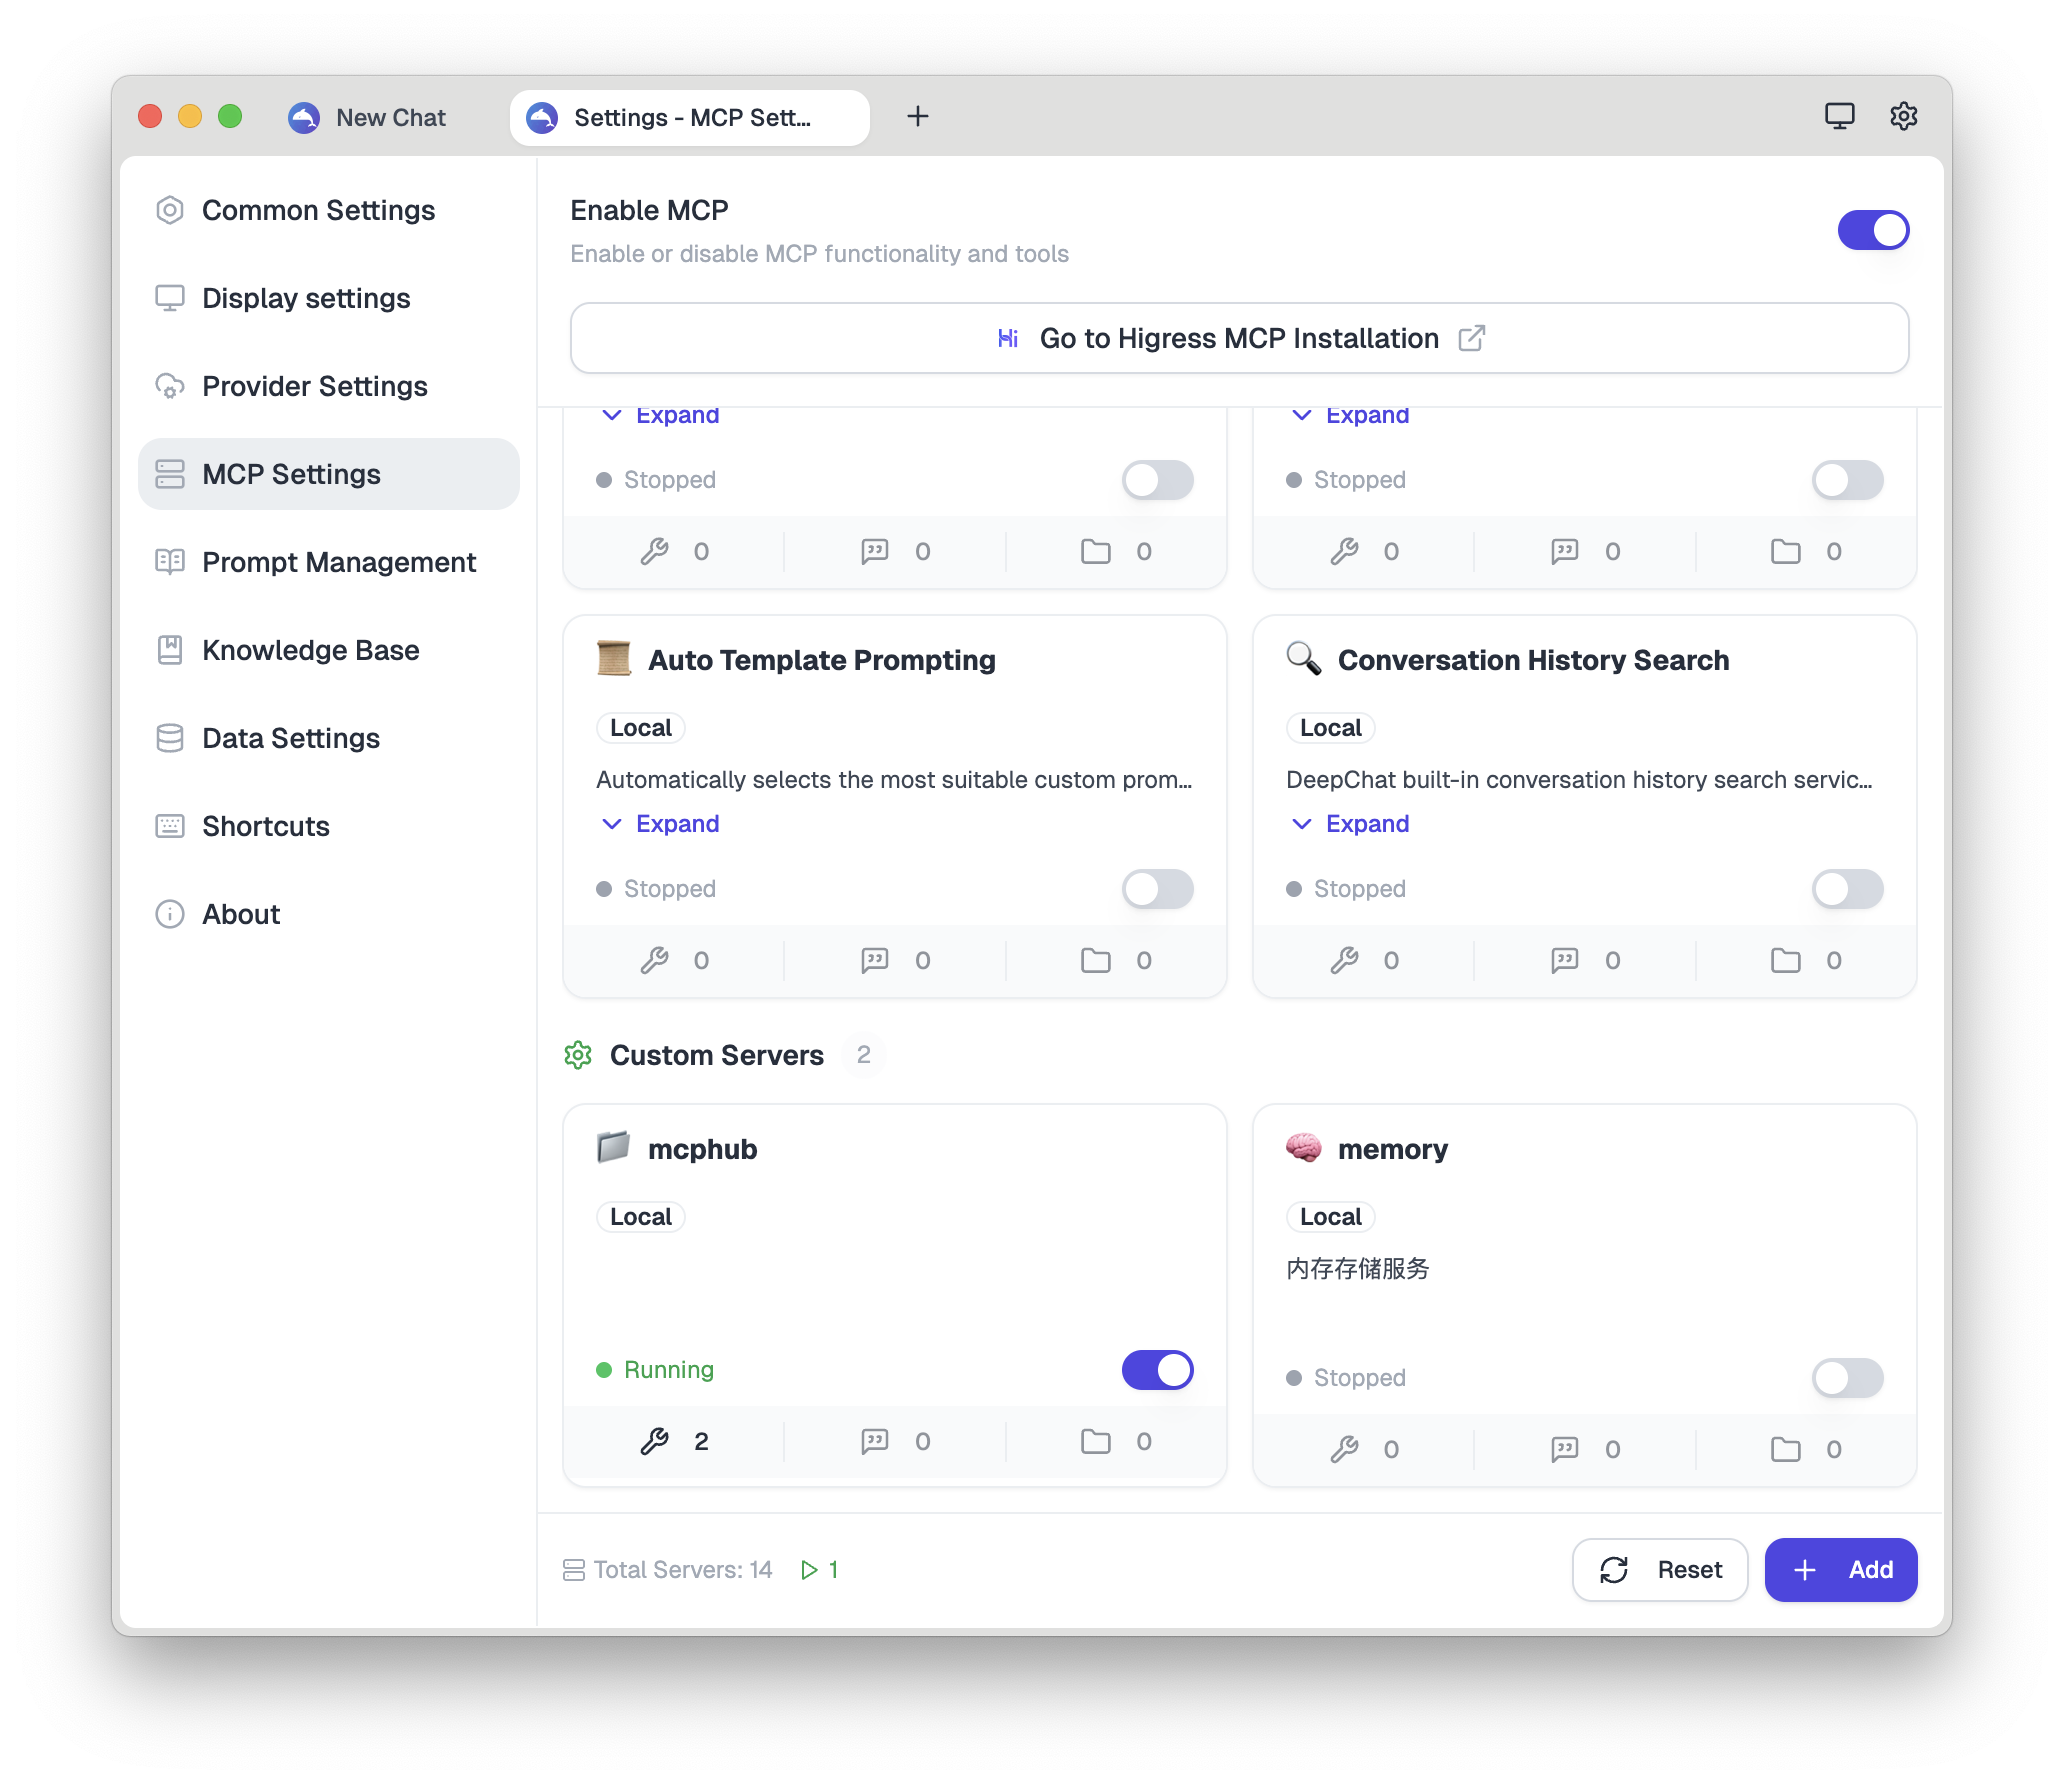 New Chat
Settings - MCP Sett...
Common Settings
Display settings
Provider Settings
MCP Settings
Prompt Management
Knowledge Base
Data Settings
Shortcuts
About
Enable MCP
Enable or disable MCP functionality and tools
Hi Go to Higress MCP Installation
Expand
Stopped
0 0 0
Expand
Stopped
0 0 0
Auto Template Prompting
Local
Automatically selects the most suitable custom prom...
Expand
Stopped
0 0 0
Conversation History Search
Local
DeepChat built-in conversation history search servic...
Expand
Stopped
0 0 0
Custom Servers 2
mcphub
Local
Running
2 0 0
memory
Local
内存存储服务
Stopped
0 0 0
Total Servers: 14 1
Reset
Add